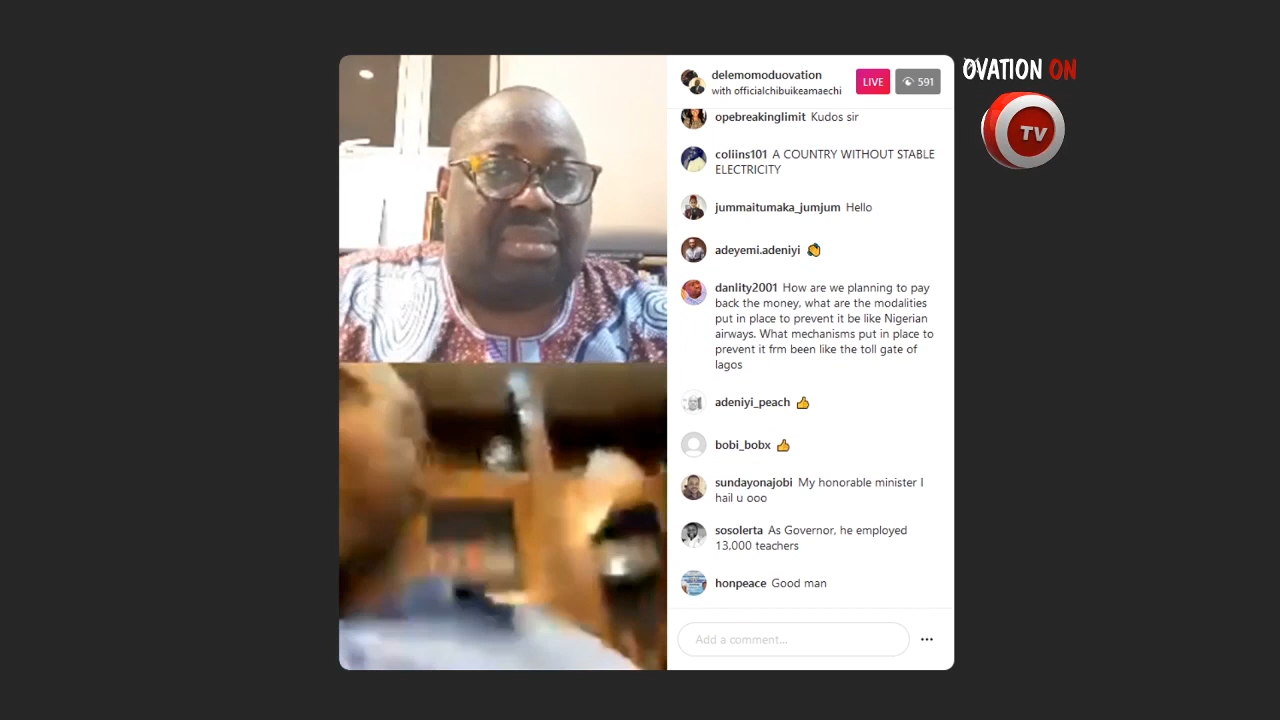 OVATION ON
TV
delemomoduovation
with officialchibuikeamaechi
LIVE
591
opebreakinglimit Kudos sir
coliins101 A COUNTRY WITHOUT STABLE
ELECTRICITY
jummaitumaka_jumjum Hello
adeyemi.adeniyi 👏
danlity2001 How are we planning to pay
back the money, what are the modalities
put in place to prevent it be like Nigerian
airways. What mechanisms put in place to
prevent it frm been like the toll gate of
lagos
adeniyi_peach 👍
bobi_bobx 👍
sundayonajobi My honorable minister I
hail u ooo
sosolerta As Governor, he employed
13,000 teachers
honpeace Good man
Add a comment...